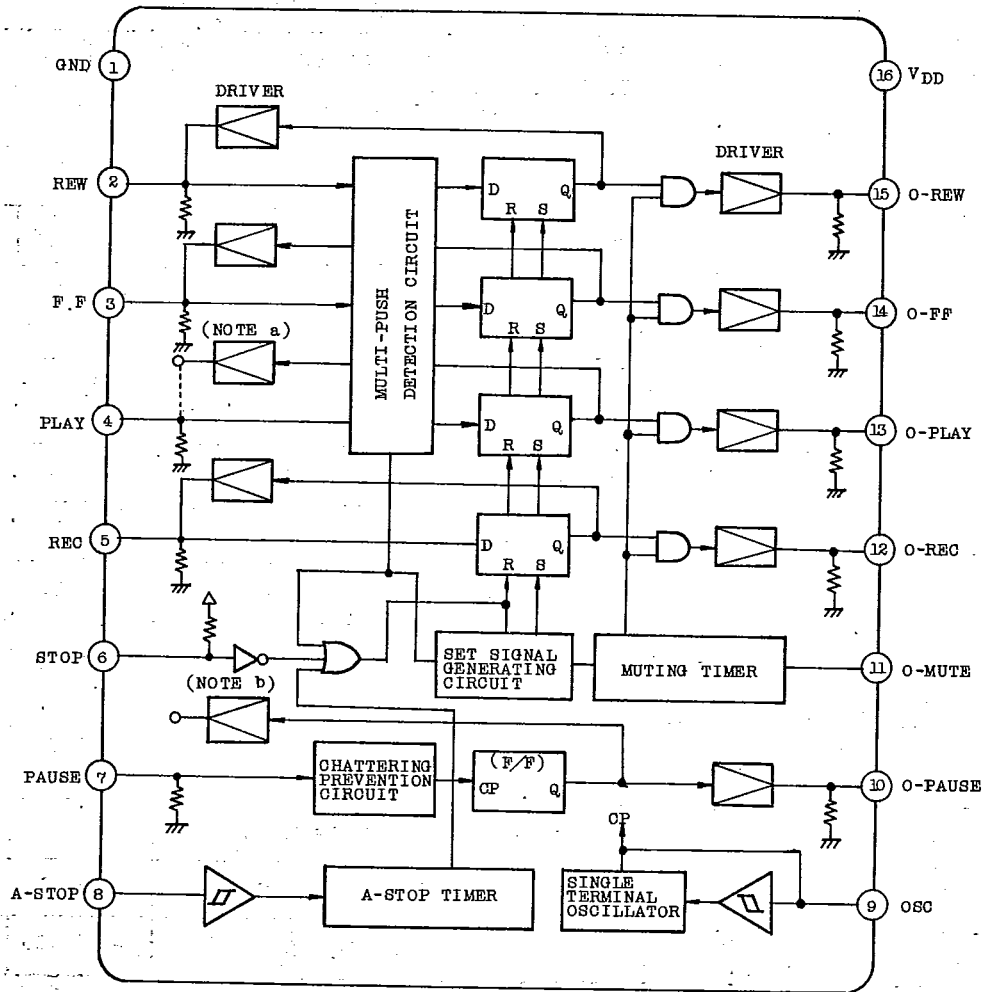 GND 1
16 VDD
DRIVER
DRIVER
REW 2
D Q
R S
15 O-REW
MULTI-PUSH
DETECTION CIRCUIT
F.F 3
D Q
R S
14 O-FF
(NOTE a)
PLAY 4
D Q
R S
13 O-PLAY
REC 5
D Q
R S
12 O-REC
STOP 6
SET SIGNAL
GENERATING
CIRCUIT
MUTING TIMER
11 O-MUTE
(NOTE b)
PAUSE 7
CHATTERING
PREVENTION
CIRCUIT
(F/F)
CP Q
10 O-PAUSE
CP
A-STOP 8
A-STOP TIMER
SINGLE
TERMINAL
OSCILLATOR
9 OSC